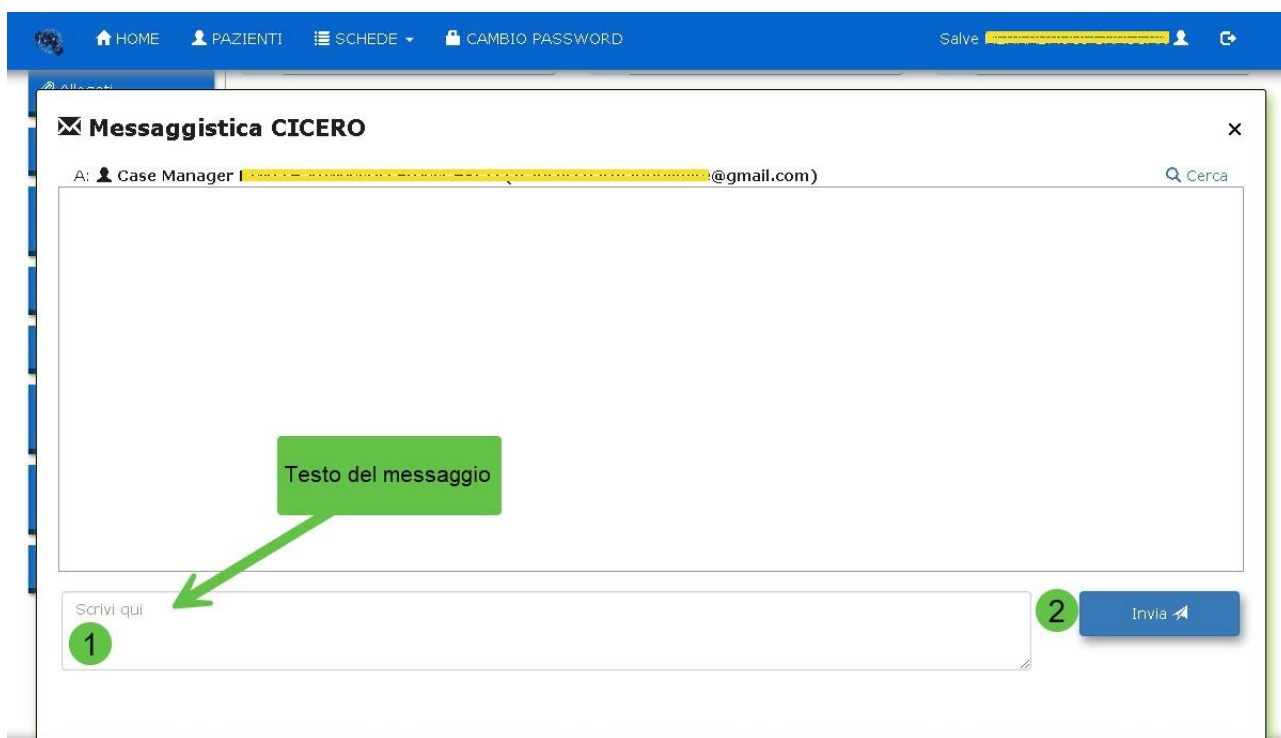 HOME PAZIENTI SCHEDE CAMBIO PASSWORD Salve
Allegati
Messaggistica CICERO ×
A: Case Manager @gmail.com) Cerca
Testo del messaggio
Scrivi qui
1
2
Invia